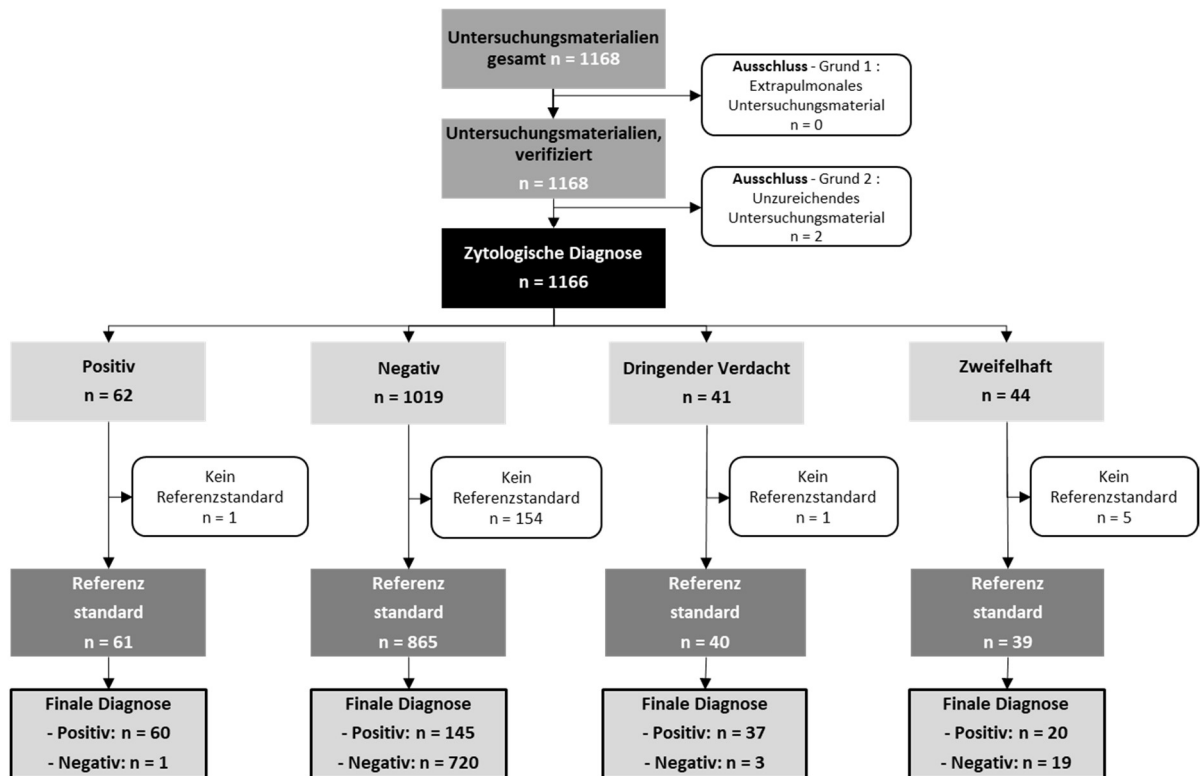 Untersuchungsmaterialien
gesamt n = 1168
Ausschluss - Grund 1 :
Extrapulmonales
Untersuchungsmaterial
n = 0
Untersuchungsmaterialien,
verifiziert
n = 1168
Ausschluss - Grund 2 :
Unzureichendes
Untersuchungsmaterial
n = 2
Zytologische Diagnose
n = 1166
Positiv
n = 62
Negativ
n = 1019
Dringender Verdacht
n = 41
Zweifelhaft
n = 44
Kein
Referenzstandard
n = 1
Kein
Referenzstandard
n = 154
Kein
Referenzstandard
n = 1
Kein
Referenzstandard
n = 5
Referenz
standard
n = 61
Referenz
standard
n = 865
Referenz
standard
n = 40
Referenz
standard
n = 39
Finale Diagnose
- Positiv: n = 60
- Negativ: n = 1
Finale Diagnose
- Positiv: n = 145
- Negativ: n = 720
Finale Diagnose
- Positiv: n = 37
- Negativ: n = 3
Finale Diagnose
- Positiv: n = 20
- Negativ: n = 19